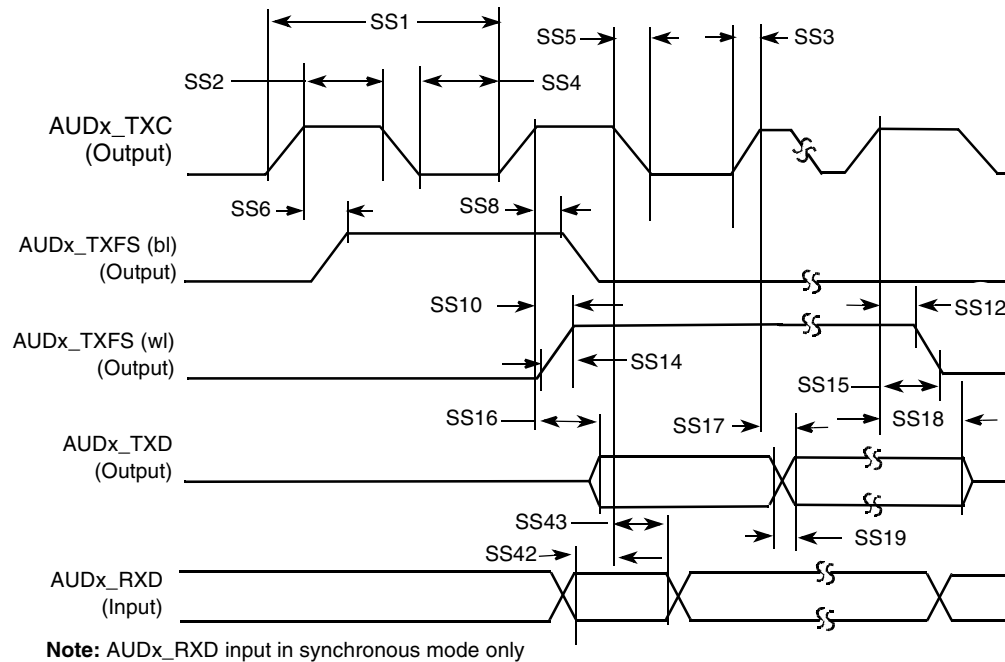 SS1
SS5
SS3
SS2
SS4
AUDx_TXC
(Output)
SS6
SS8
AUDx_TXFS (bl)
(Output)
SS10
SS12
AUDx_TXFS (wl)
(Output)
SS14
SS15
SS16
SS17
SS18
AUDx_TXD
(Output)
SS43
SS19
SS42
AUDx_RXD
(Input)
Note: AUDx_RXD input in synchronous mode only